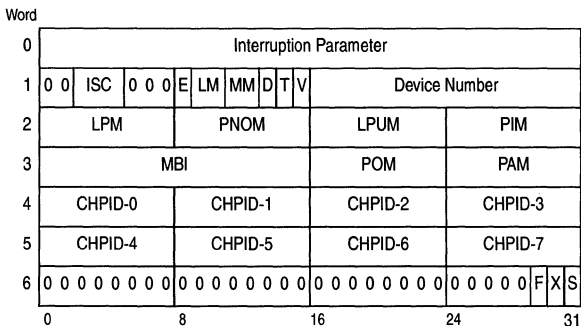 Word
0 Interruption Parameter
1 0 0 ISC 0 0 0 E LM MM D T V Device Number
2 LPM PNOM LPUM PIM
3 MBI POM PAM
4 CHPID-0 CHPID-1 CHPID-2 CHPID-3
5 CHPID-4 CHPID-5 CHPID-6 CHPID-7
6 0 0 0 0 0 0 0 0 0 0 0 0 0 0 0 0 0 0 0 0 0 0 0 0 0 0 0 0 0 F X S
0 8 16 24 31